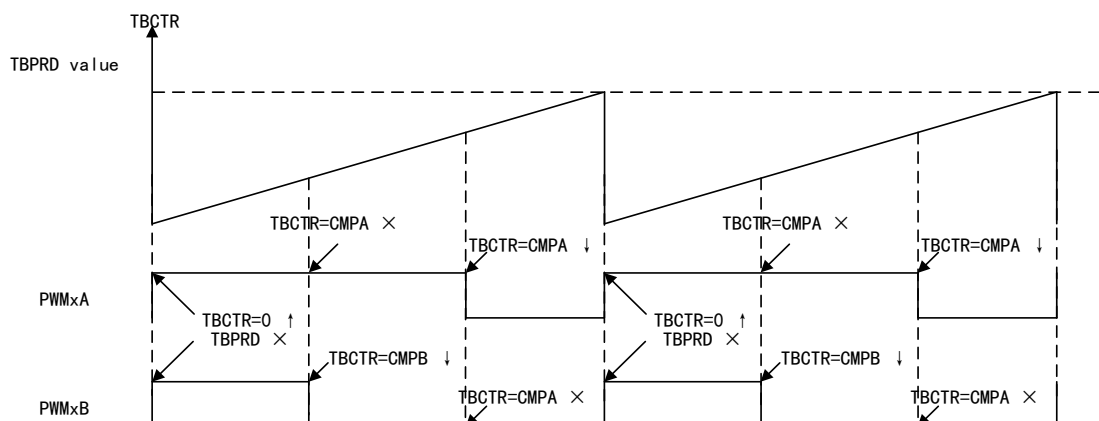 TBCTR
TBPRD value
TBCTR=CMPA ×
TBCTR=CMPA ×
TBCTR=CMPA ↓
TBCTR=CMPA ↓
PWMxA
TBCTR=0 ↑
TBPRD ×
TBCTR=0 ↑
TBPRD ×
TBCTR=CMPB ↓
TBCTR=CMPB ↓
PWMxB
TBCTR=CMPA ×
TBCTR=CMPA ×